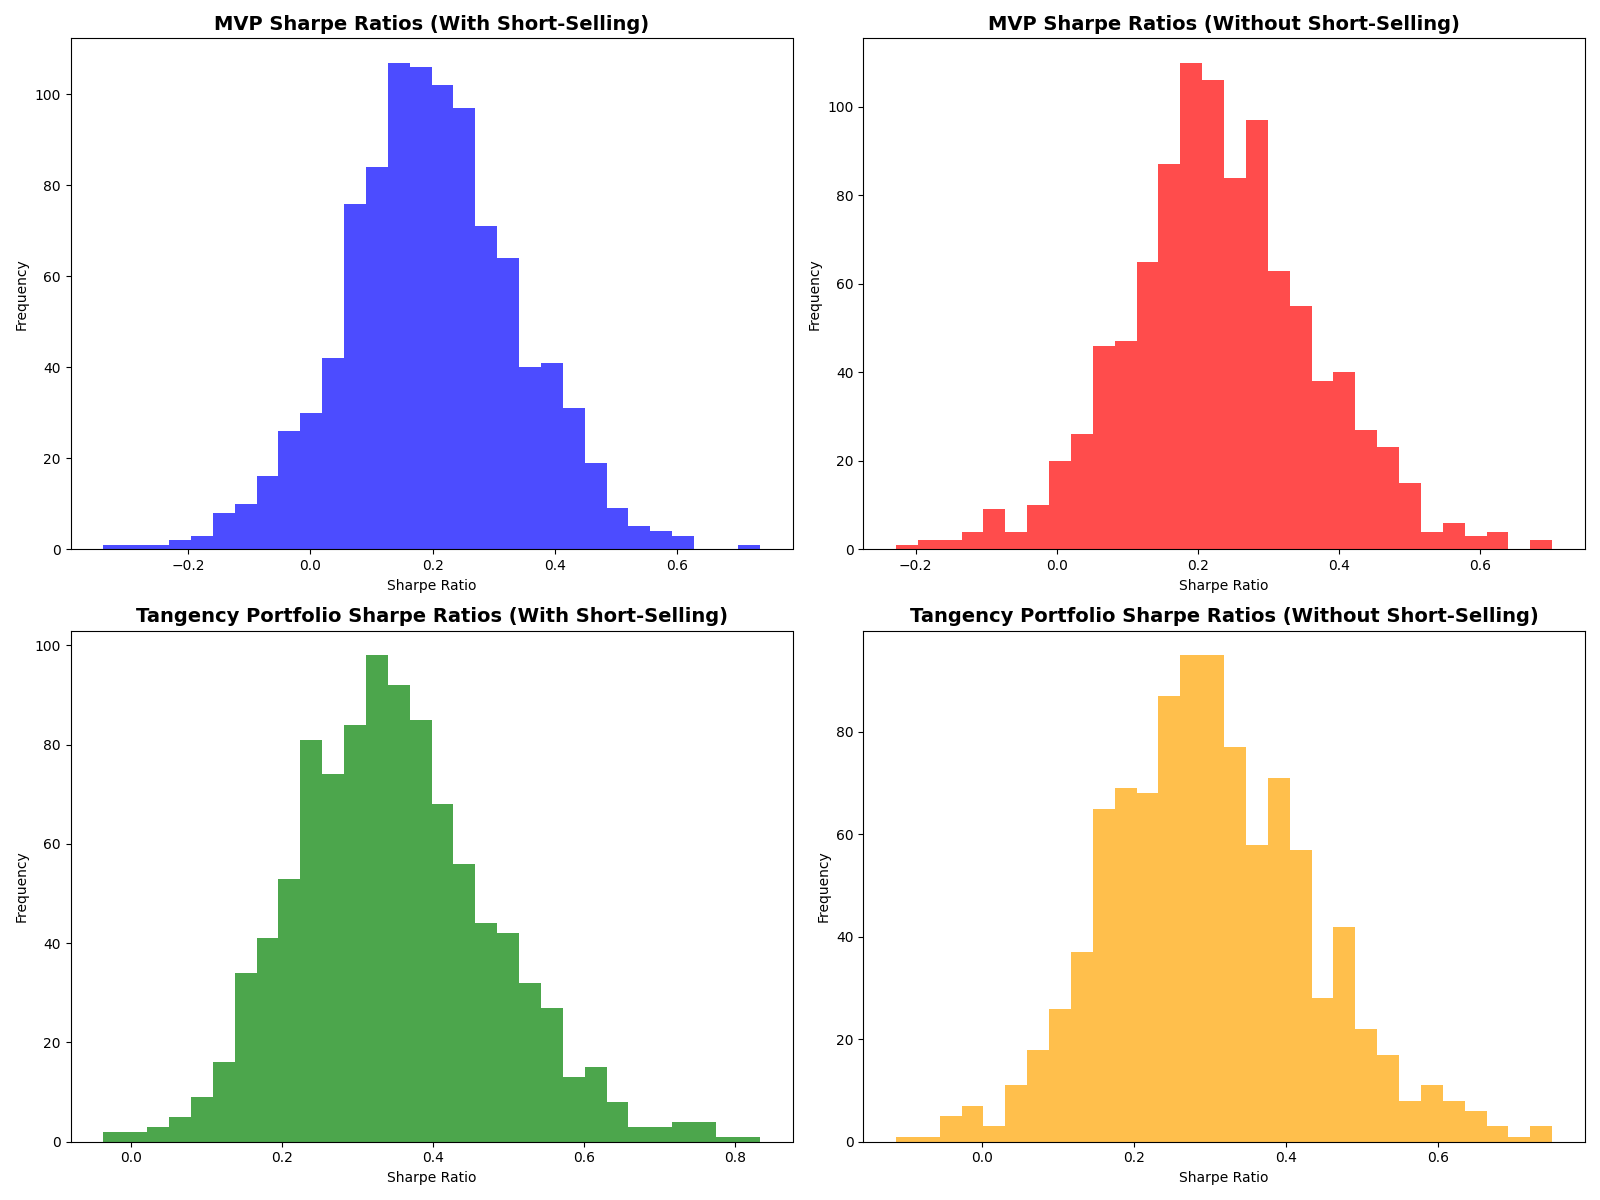 MVP Sharpe Ratios (With Short-Selling)
Frequency
100
80
60
40
20
0
−0.2 0.0 0.2 0.4 0.6
Sharpe Ratio
MVP Sharpe Ratios (Without Short-Selling)
Frequency
100
80
60
40
20
0
−0.2 0.0 0.2 0.4 0.6
Sharpe Ratio
Tangency Portfolio Sharpe Ratios (With Short-Selling)
Frequency
100
80
60
40
20
0
0.0 0.2 0.4 0.6 0.8
Sharpe Ratio
Tangency Portfolio Sharpe Ratios (Without Short-Selling)
Frequency
80
60
40
20
0
0.0 0.2 0.4 0.6
Sharpe Ratio